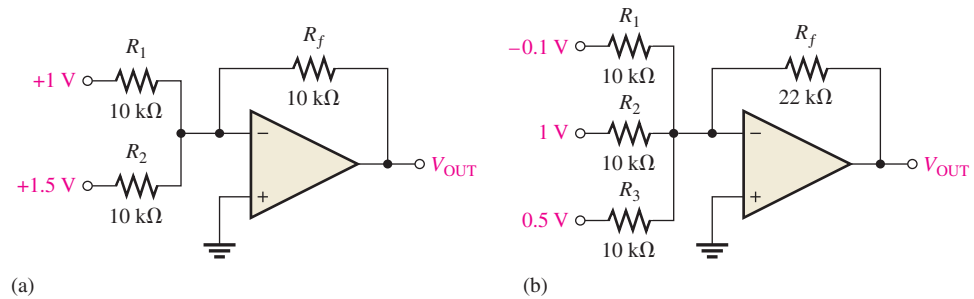 R1
+1 V
10 kΩ
R2
+1.5 V
10 kΩ
Rf
10 kΩ
−
+
VOUT
(a)
R1
−0.1 V
10 kΩ
R2
1 V
10 kΩ
R3
0.5 V
10 kΩ
Rf
22 kΩ
−
+
VOUT
(b)